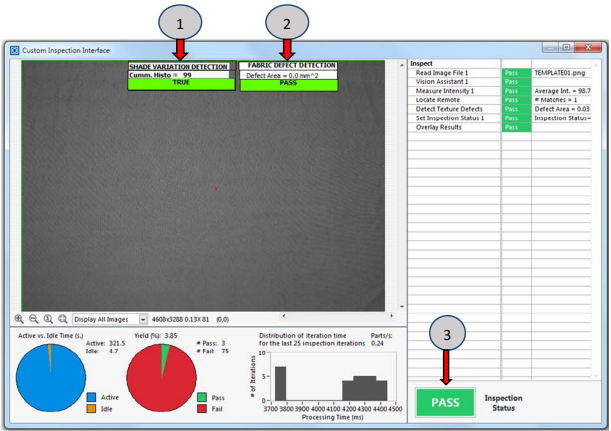 1
2
Custom Inspection Interface
SHADE VARIATION DETECTION
Cumm. Histo = 99
TRUE
FABRIC DEFECT DETECTION
Defect Area = 0.0 mm^2
PASS
Inspect
Read Image File 1 Pass TEMPLATE01.png
Vision Assistant 1 Pass
Measure Intensity 1 Pass Average Int. = 98.7
Locate Remote Pass # Matches = 1
Detect Texture Defects Pass Defect Area = 0.03
Set Inspection Status 1 Pass Inspection Status=
Overlay Results Pass
Display All Images 4608x3288 0.13X 81 (0,0)
Active vs. Idle Time (s.)
Active: 321.5
Idle: 4.7
Active
Idle
Yield (%): 3.85
# Pass: 3
# Fail: 75
Pass
Fail
Distribution of iteration time
for the last 25 inspection iterations
Parts/s:
0.24
# of Iterations
10
5
0
3700 3800 3900 4000 4100 4200 4300 4400 4500
Processing Time (ms)
3
PASS
Inspection
Status